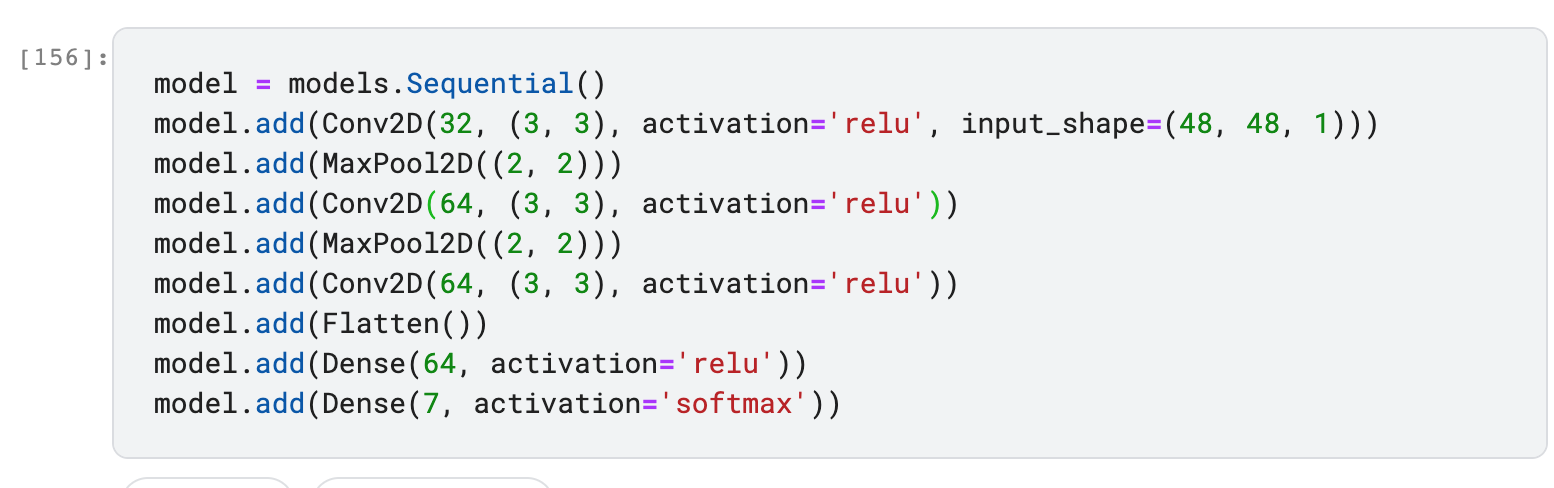 [156]:
model = models.Sequential()
model.add(Conv2D(32, (3, 3), activation='relu', input_shape=(48, 48, 1)))
model.add(MaxPool2D((2, 2)))
model.add(Conv2D(64, (3, 3), activation='relu'))
model.add(MaxPool2D((2, 2)))
model.add(Conv2D(64, (3, 3), activation='relu'))
model.add(Flatten())
model.add(Dense(64, activation='relu'))
model.add(Dense(7, activation='softmax'))